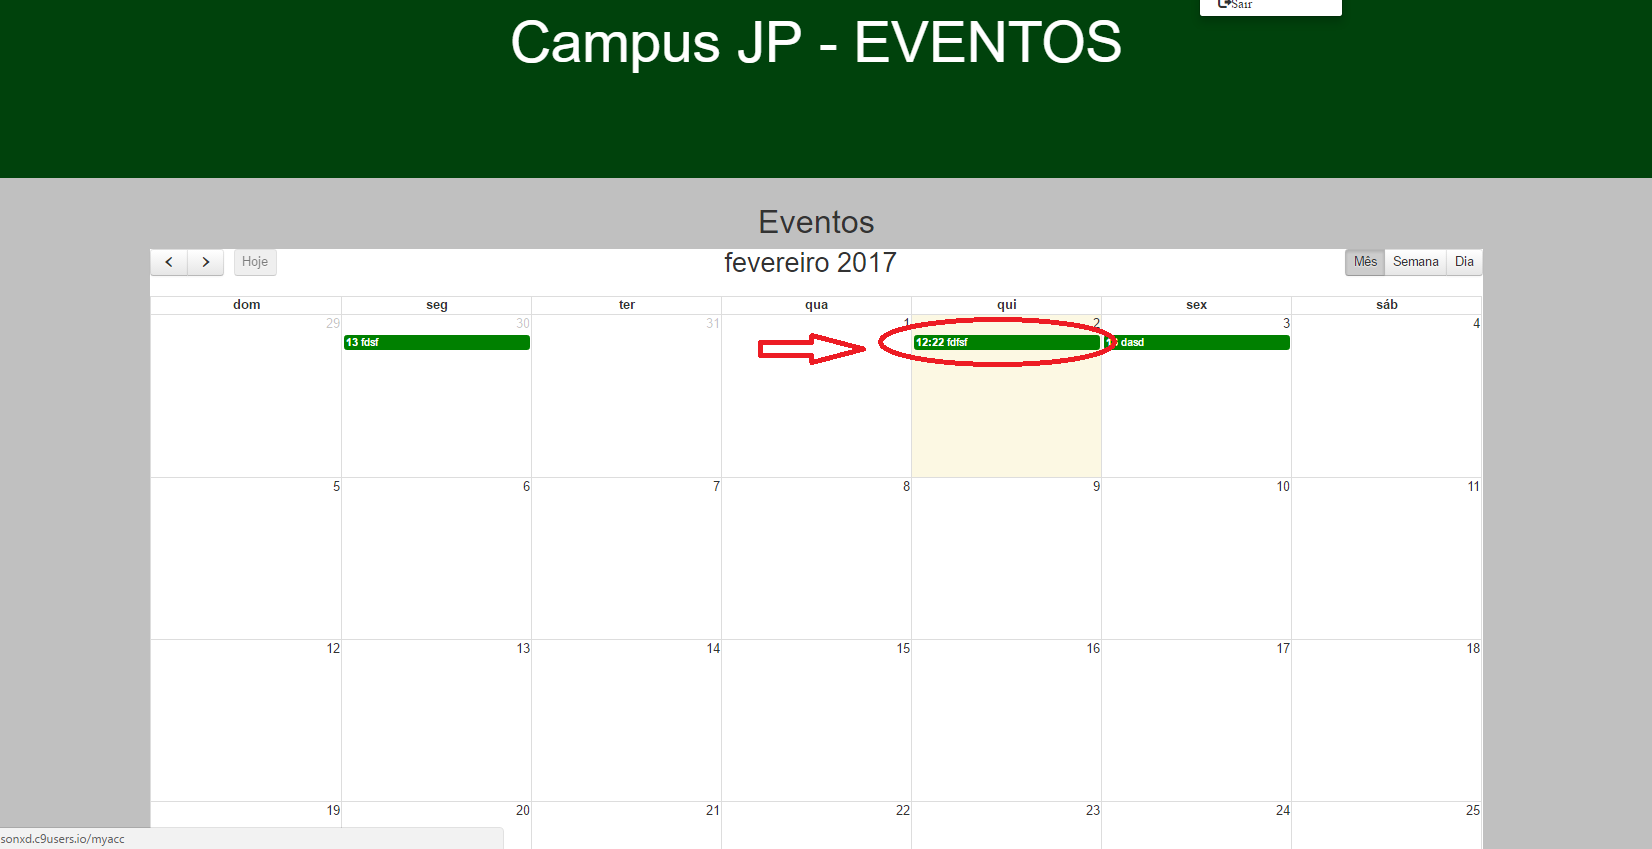 Sair
Campus JP - EVENTOS
Eventos
Hoje
fevereiro 2017
Mês Semana Dia
dom seg ter qua qui sex sáb
29 30 31 1 2 3 4
13 fdsf 12:22 fdfsf dasd
5 6 7 8 9 10 11
12 13 14 15 16 17 18
19 20 21 22 23 24 25
sonxd.c9users.io/myacc